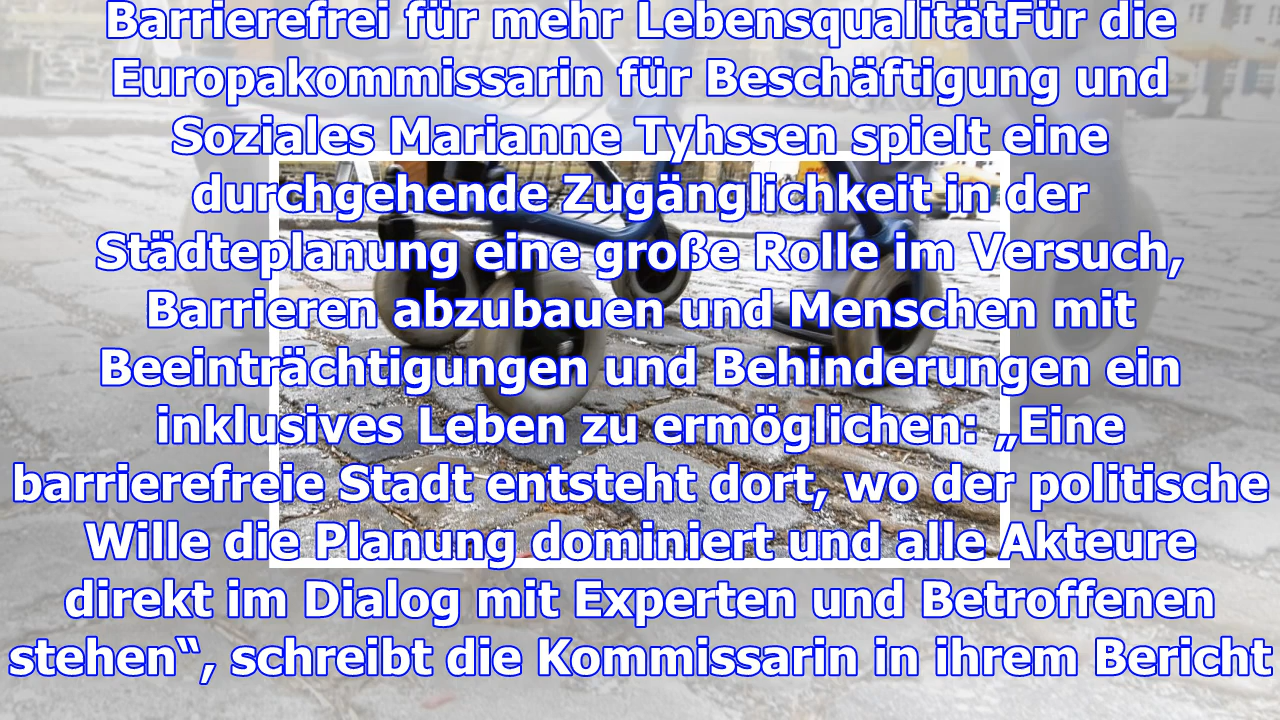 Barrierefrei für mehr LebensqualitätFür die
Europakommissarin für Beschäftigung und
Soziales Marianne Tyhssen spielt eine
durchgehende Zugänglichkeit in der
Städteplanung eine große Rolle im Versuch,
Barrieren abzubauen und Menschen mit
Beeinträchtigungen und Behinderungen ein
inklusives Leben zu ermöglichen: „Eine
barrierefreie Stadt entsteht dort, wo der politische
Wille die Planung dominiert und alle Akteure
direkt im Dialog mit Experten und Betroffenen
stehen“, schreibt die Kommissarin in ihrem Bericht